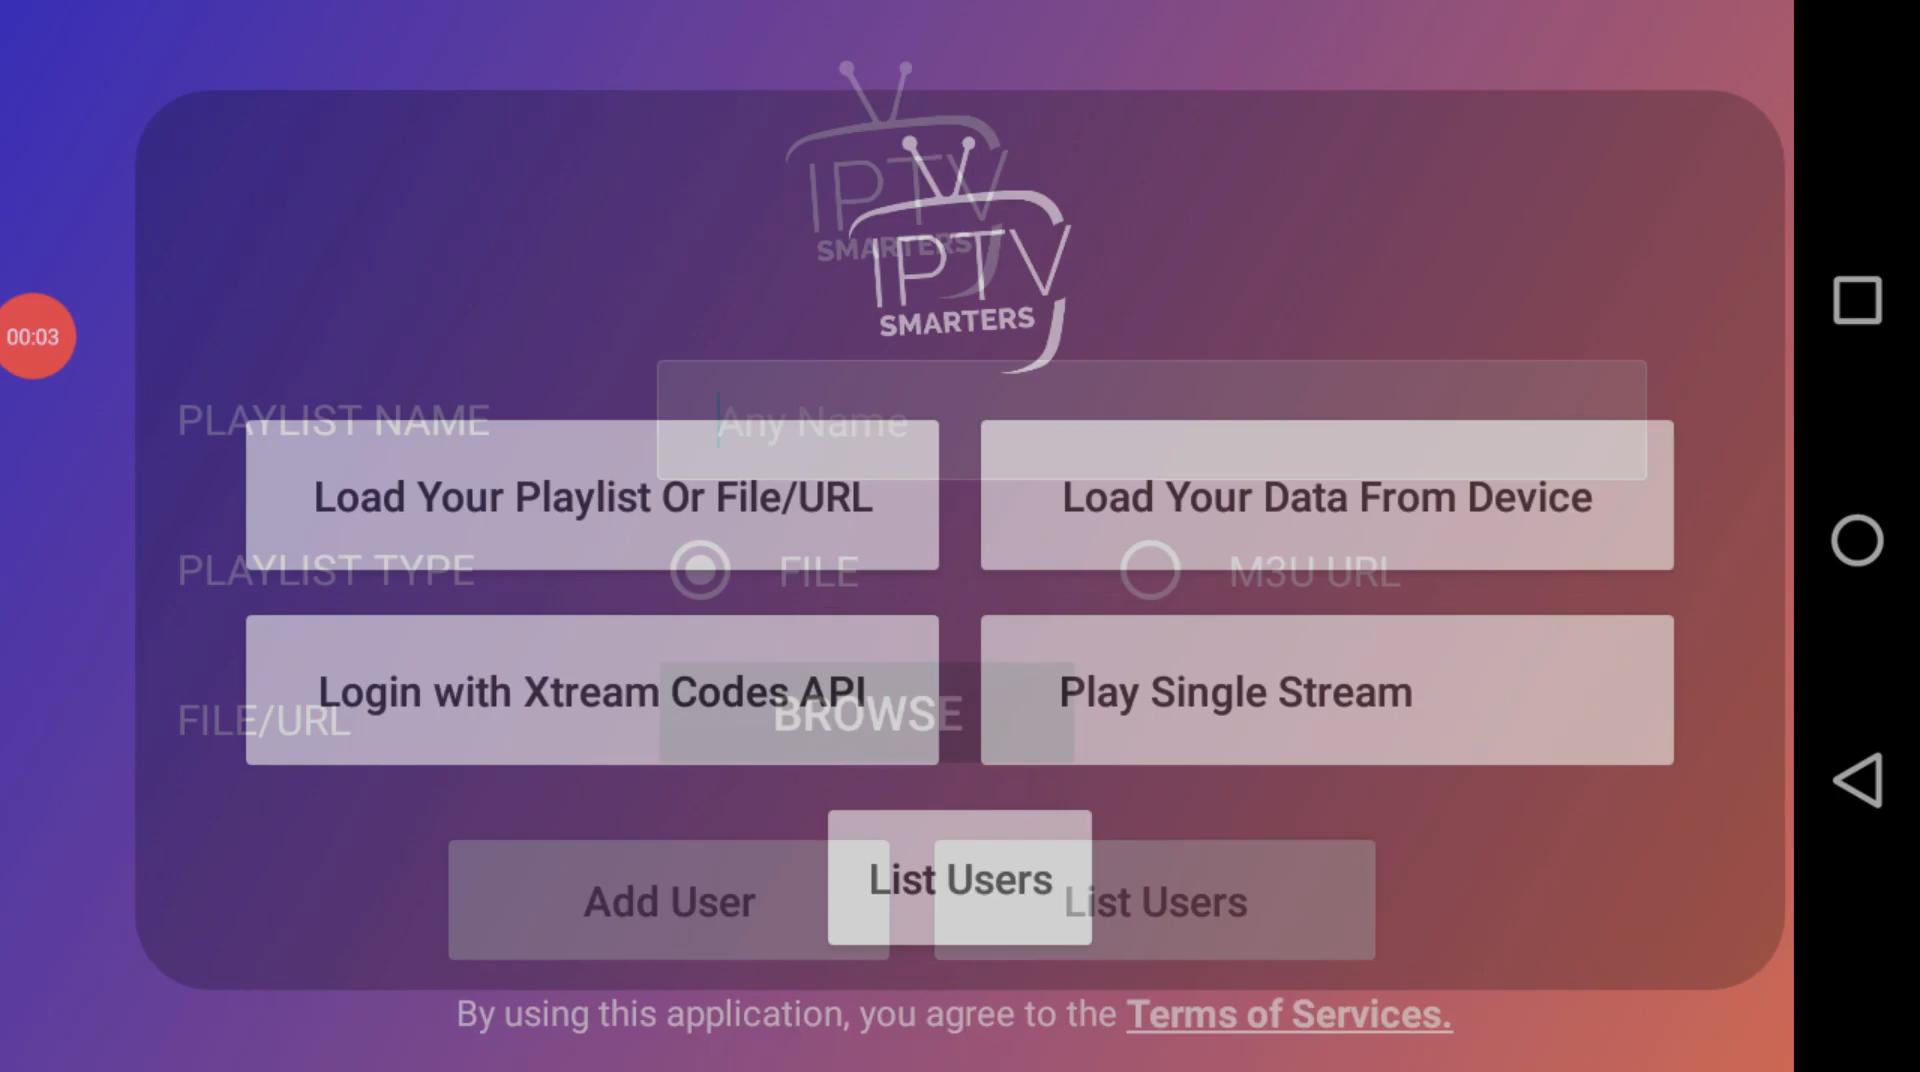 IPTV
SMARTERS
IPTV
SMARTERS
00:03
PLAYLIST NAME
Any Name
Load Your Playlist Or File/URL
Load Your Data From Device
PLAYLIST TYPE
FILE
M3U URL
Login with Xtream Codes API
Play Single Stream
FILE/URL
BROWSE
List Users
Add User
List Users
By using this application, you agree to the Terms of Services.